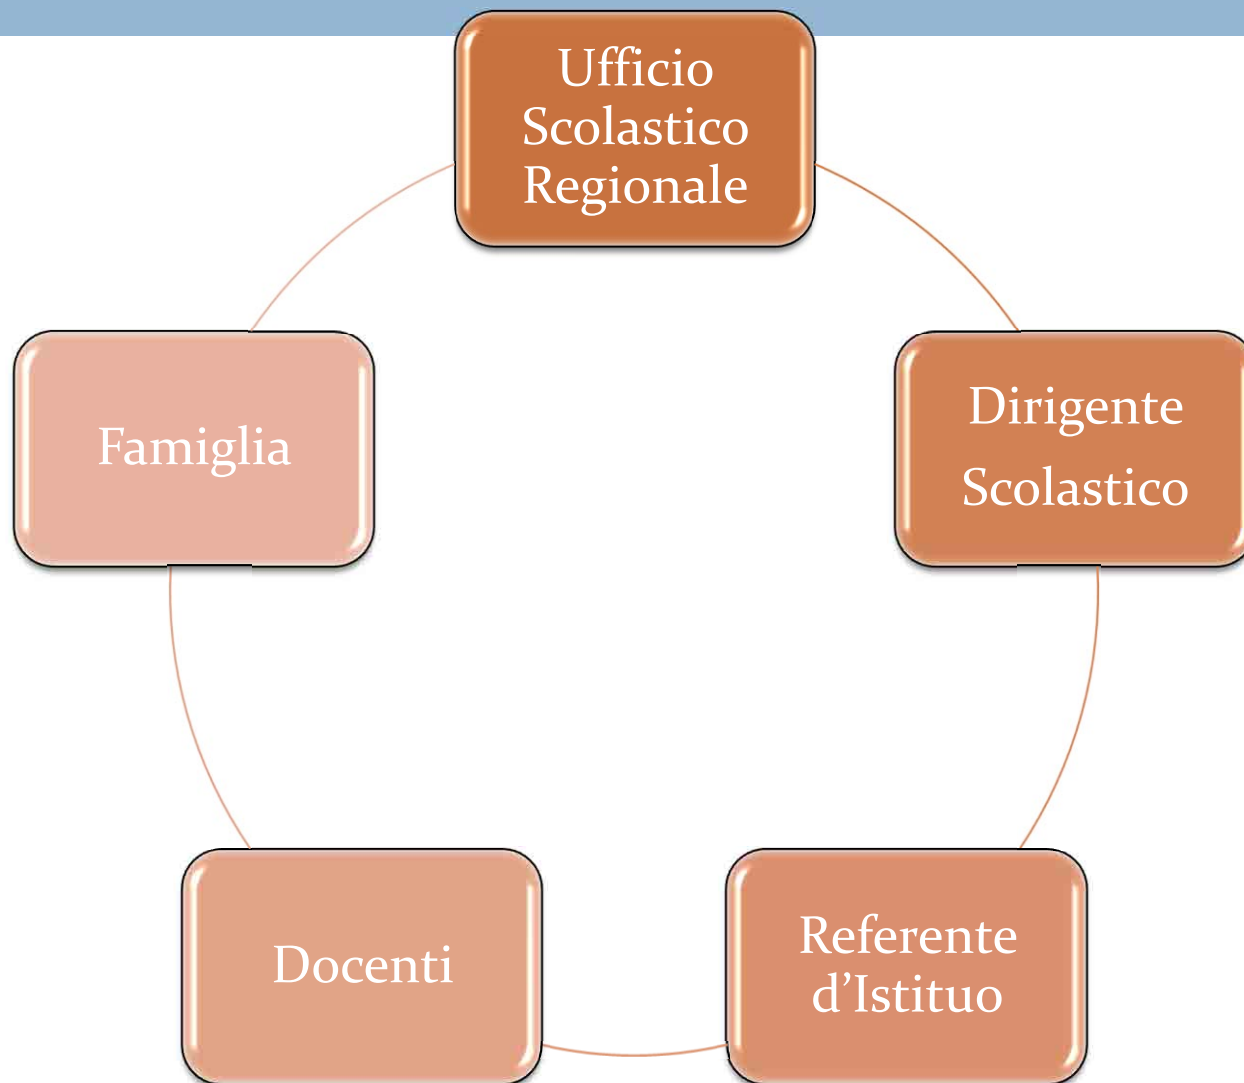 Ufficio
Scolastico
Regionale
Dirigente
Scolastico
Referente
d’Istituo
Docenti
Famiglia